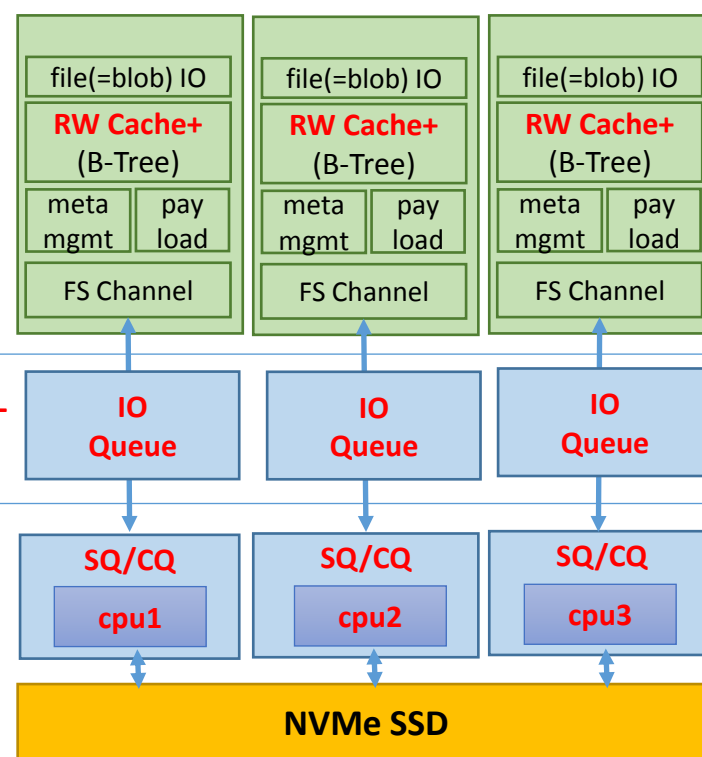 file(=blob) IO
file(=blob) IO
file(=blob) IO
RW Cache+
(B-Tree)
RW Cache+
(B-Tree)
RW Cache+
(B-Tree)
meta
mgmt
pay
load
meta
mgmt
pay
load
meta
mgmt
pay
load
FS Channel
FS Channel
FS Channel
IO
Queue
IO
Queue
IO
Queue
SQ/CQ
SQ/CQ
SQ/CQ
cpu1
cpu2
cpu3
NVMe SSD